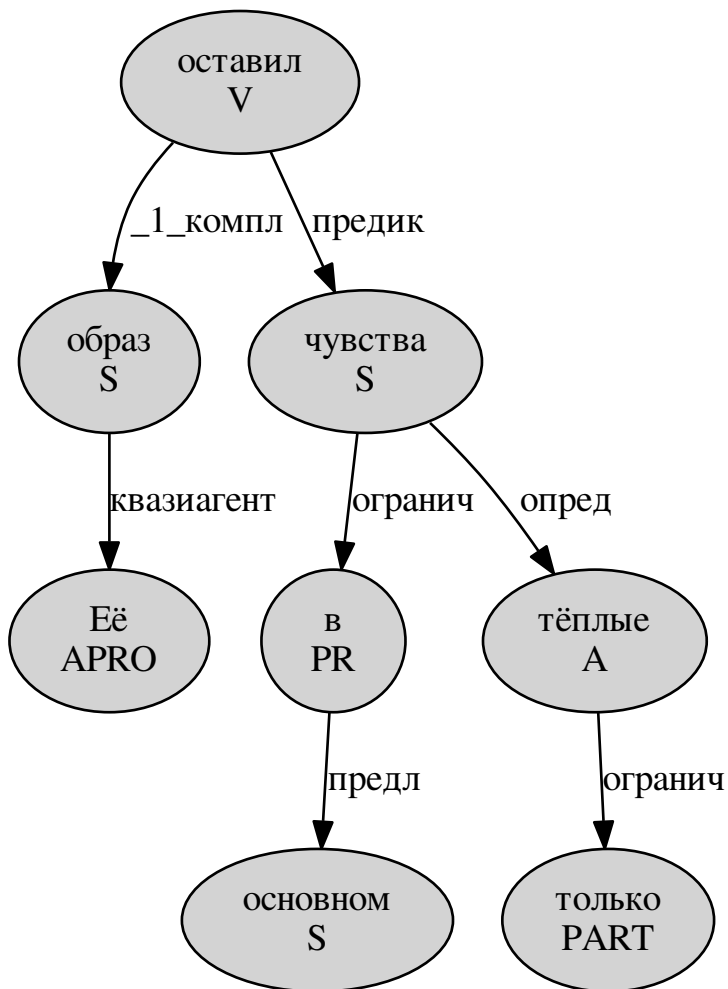 оставил
V
_1_компл
предик
образ
S
чувства
S
квазиагент
огранич
опред
Её
APRO
в
PR
тёплые
A
предл
огранич
основном
S
только
PART